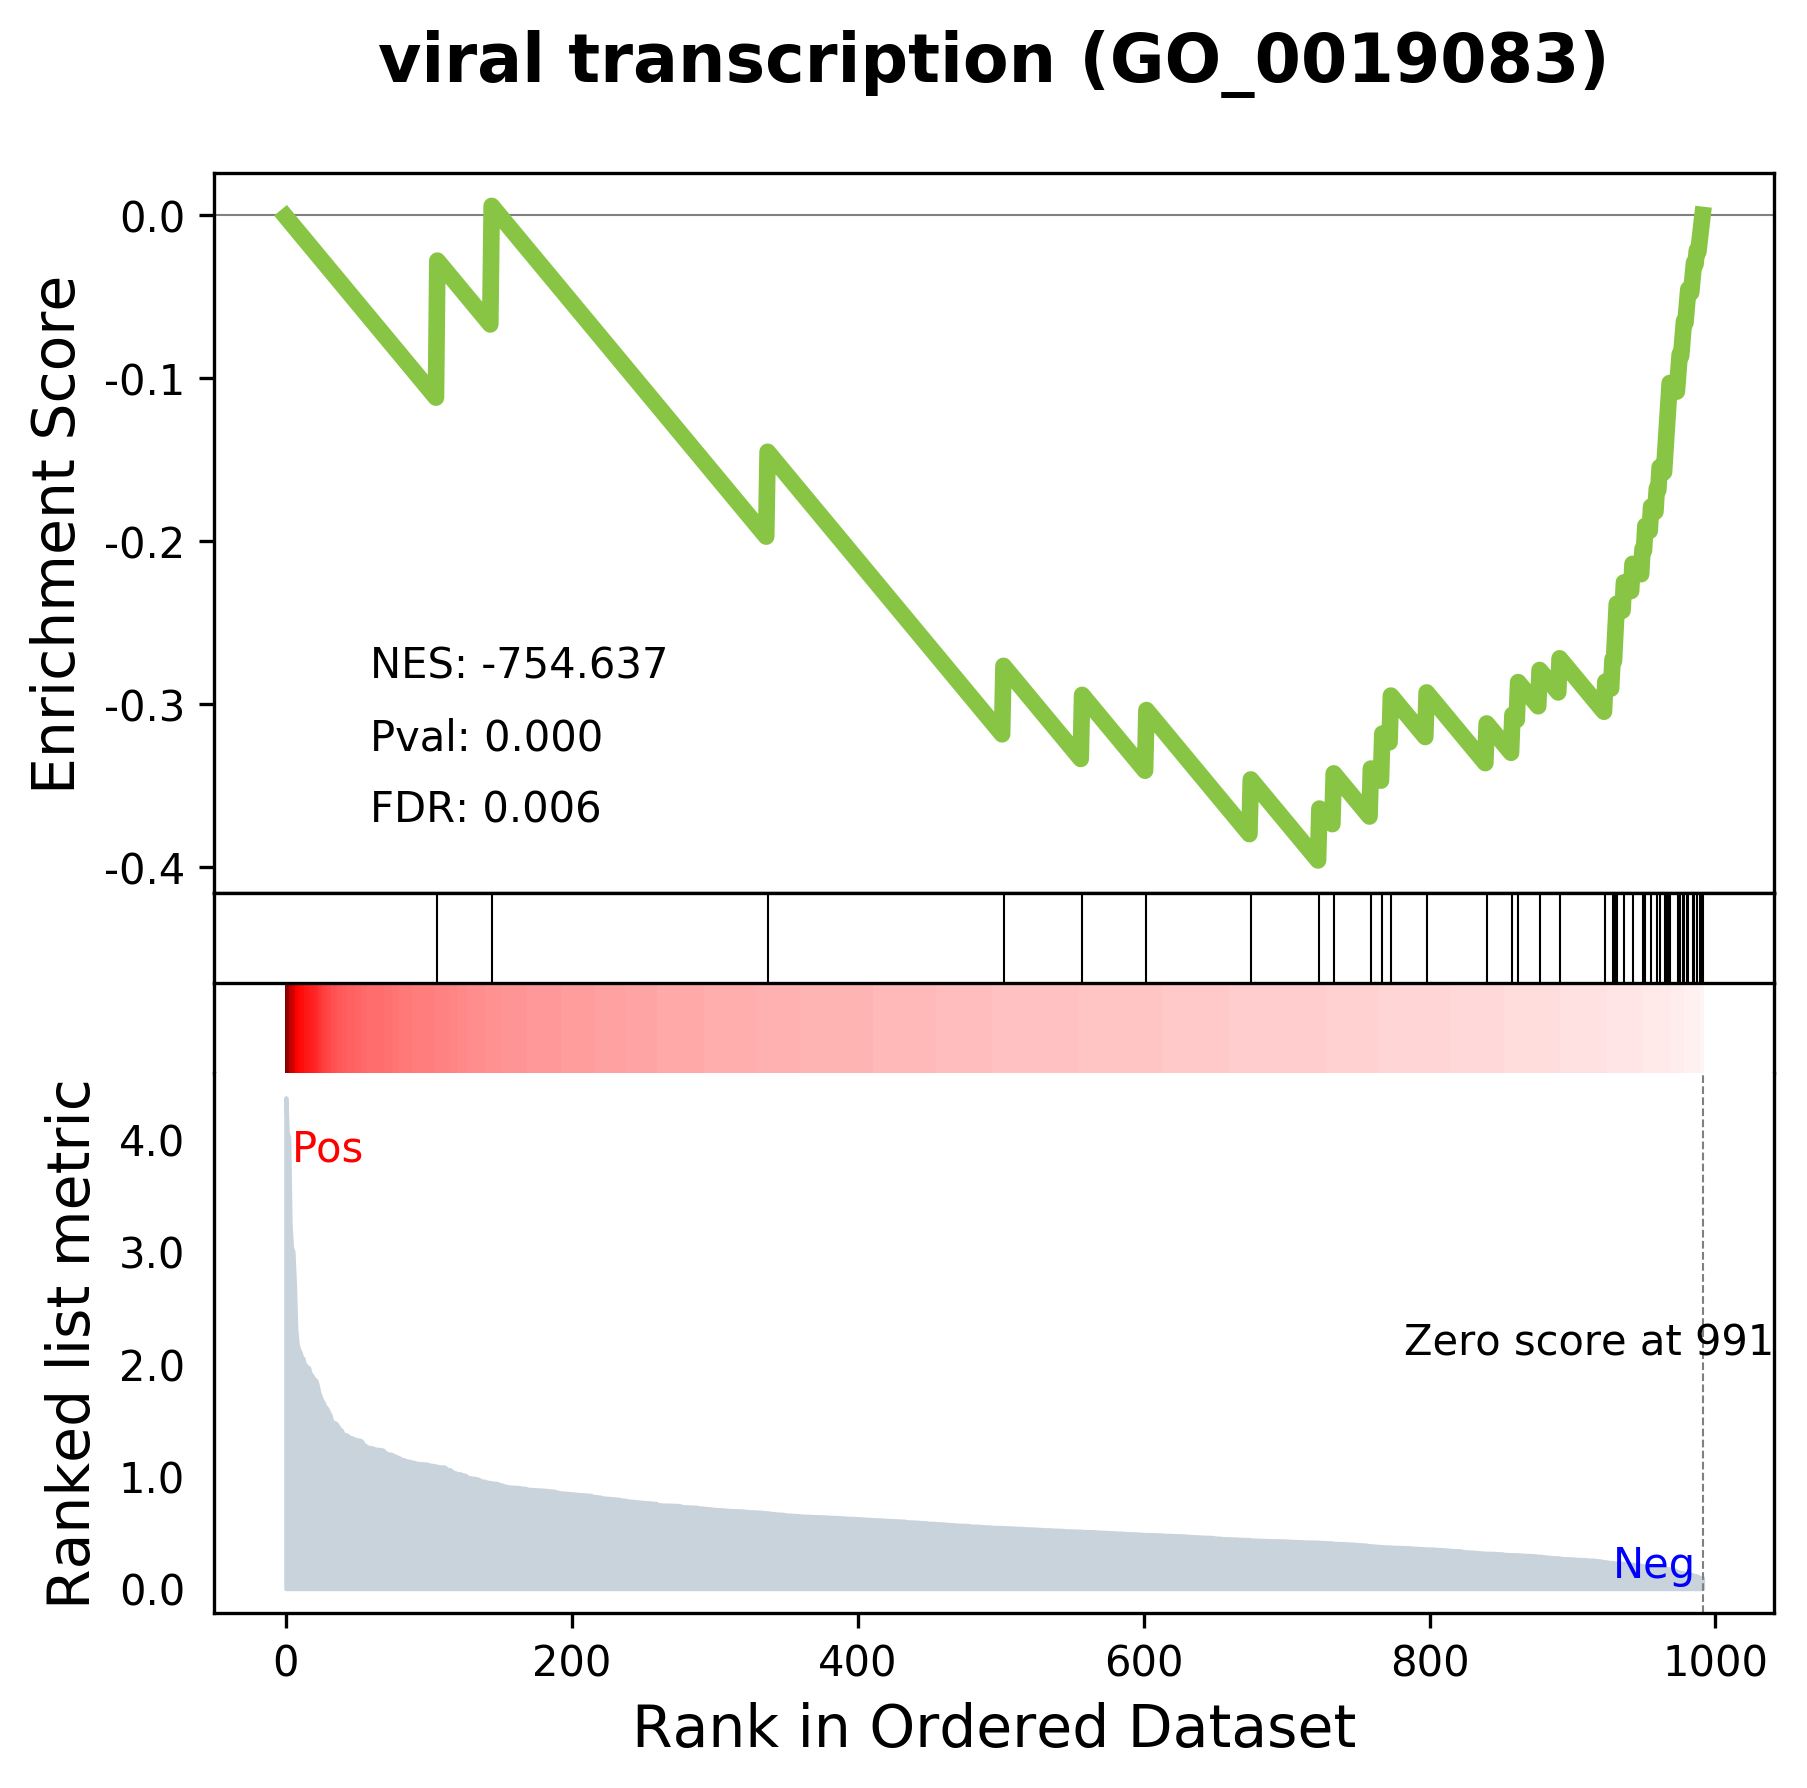 viral transcription (GO_0019083)
Enrichment Score
0.0
-0.1
-0.2
-0.3
-0.4
NES: -754.637
Pval: 0.000
FDR: 0.006
Ranked list metric
4.0
3.0
2.0
1.0
0.0
Pos
Zero score at 991
Neg
0 200 400 600 800 1000
Rank in Ordered Dataset